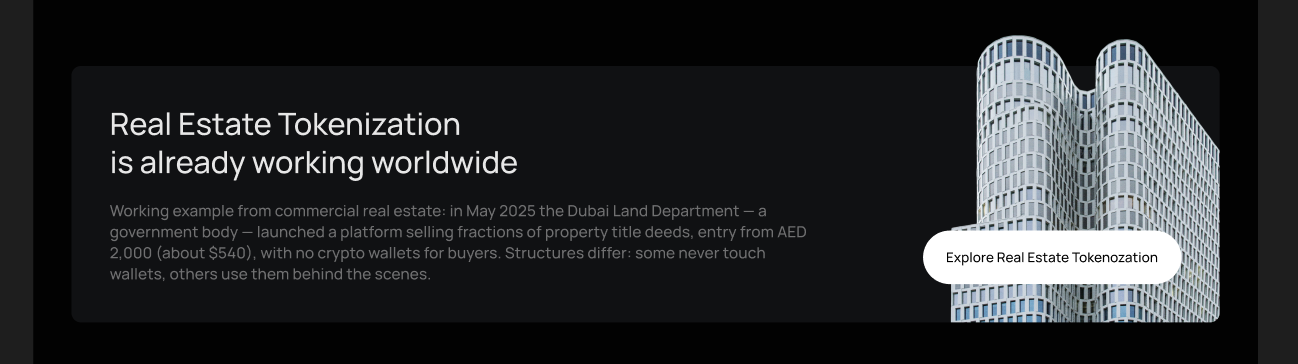 Real Estate Tokenization
is already working worldwide
Working example from commercial real estate: in May 2025 the Dubai Land Department — a
government body — launched a platform selling fractions of property title deeds, entry from AED
2,000 (about $540), with no crypto wallets for buyers. Structures differ: some never touch
wallets, others use them behind the scenes.
Explore Real Estate Tokenozation